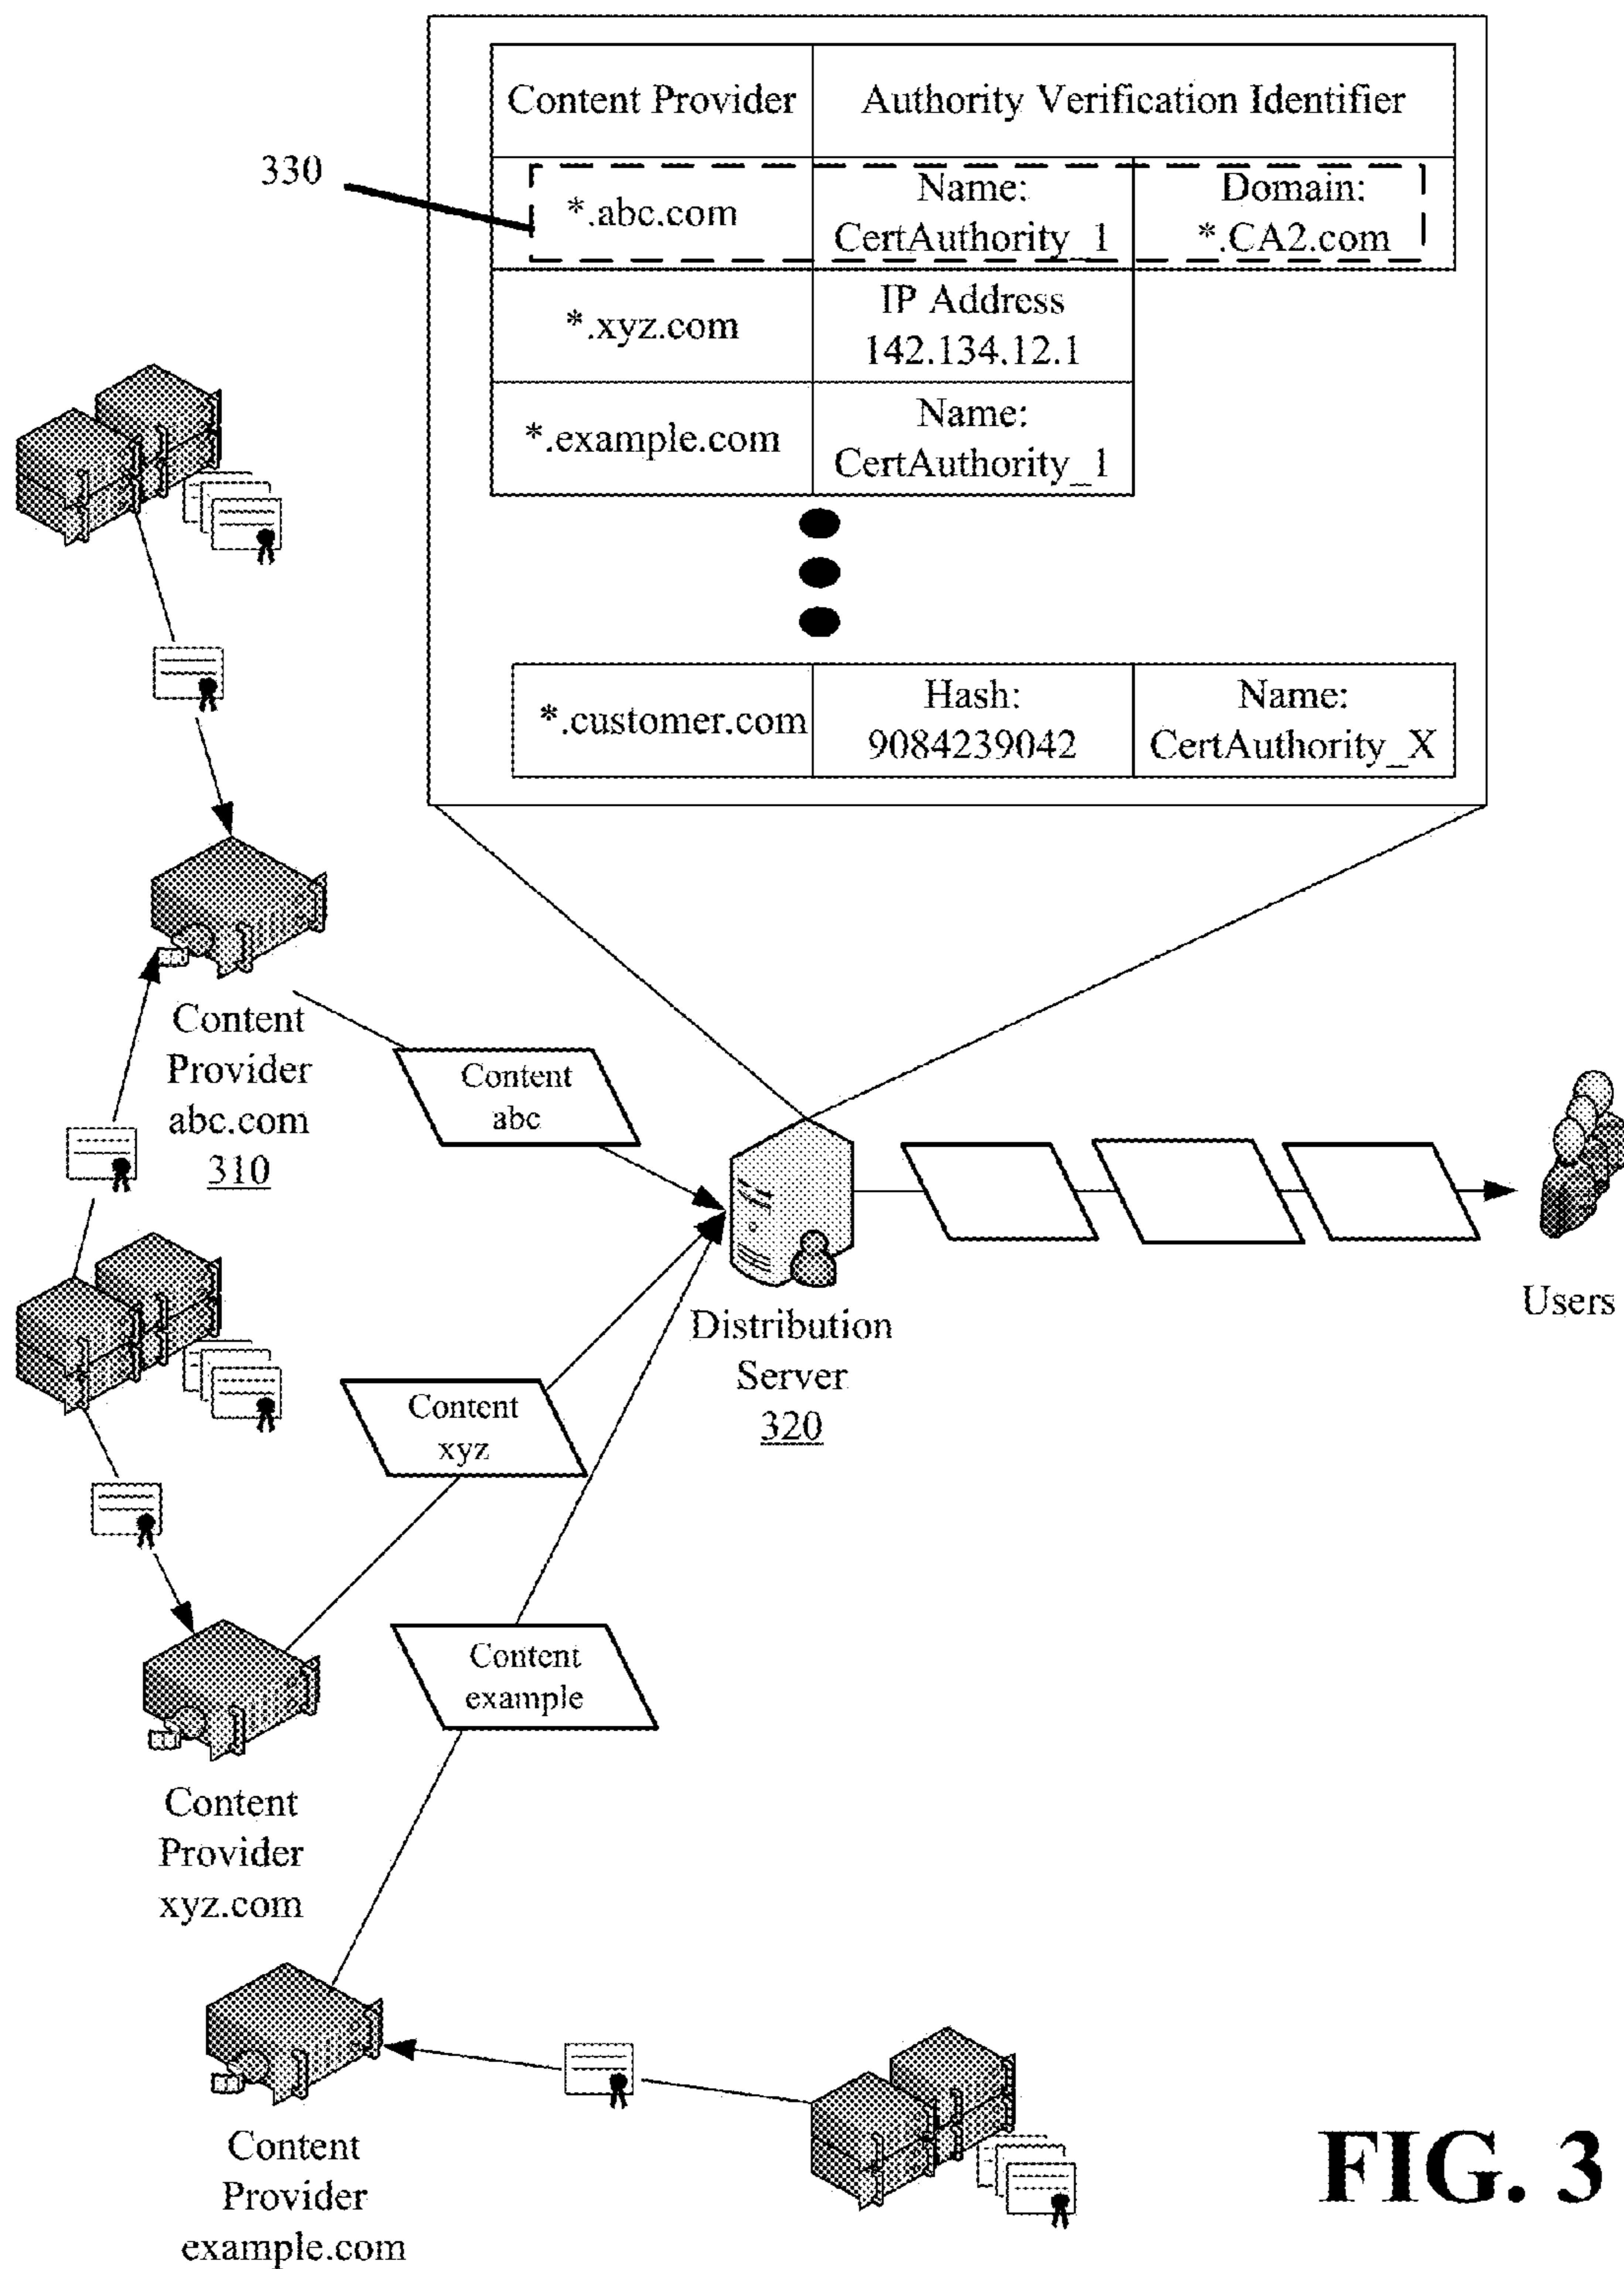 Content Provider
Authority Verification Identifier
330
*.abc.com
Name:
CertAuthority_1
Domain:
*.CA2.com
*.xyz.com
IP Address
142.134.12.1
*.example.com
Name:
CertAuthority_1
*.customer.com
Hash:
9084239042
Name:
CertAuthority_X
Content
Provider
abc.com
310
Content
abc
Distribution
Server
320
Users
Content
xyz
Content
example
Content
Provider
xyz.com
Content
Provider
example.com
FIG. 3